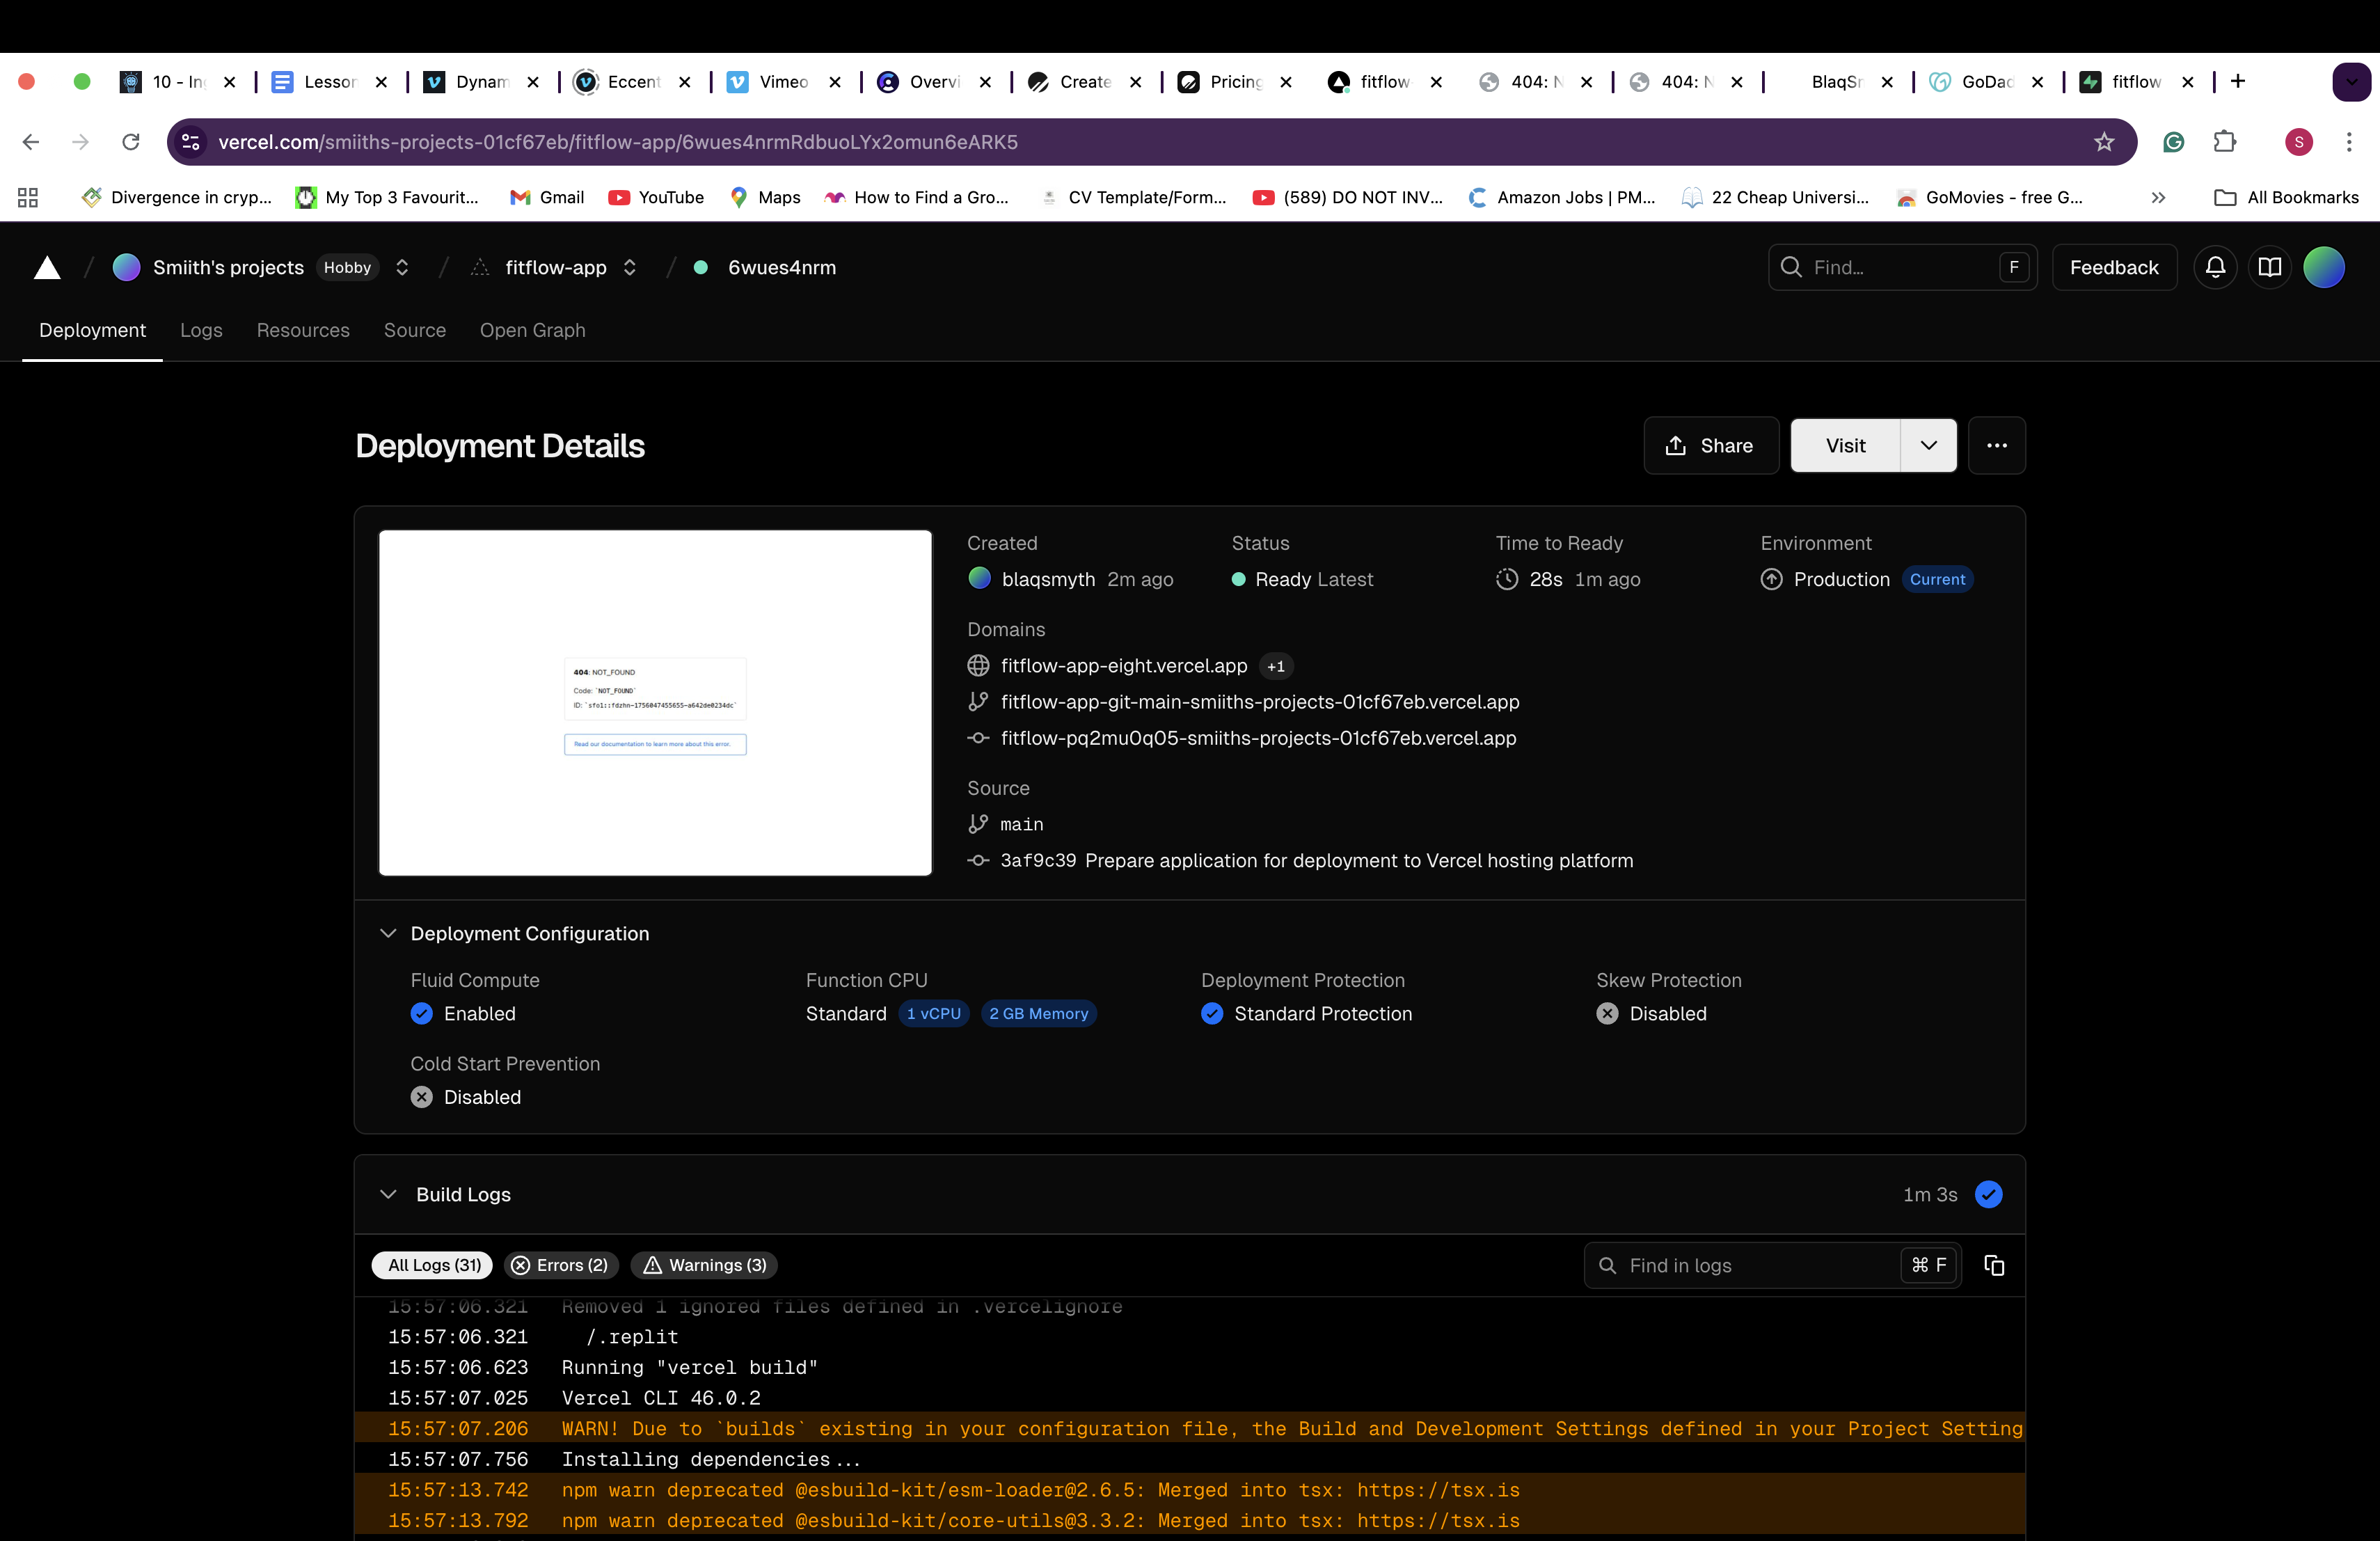 10 - In
Lesson
Dynam
Eccent
Vimeo
Overvi
Create
Pricing
fitflow
404: N
404: N
BlaqSm
GoDad
fitflow
vercel.com/smiiths-projects-01cf67eb/fitflow-app/6wues4nrmRdbuoLYx2omun6eARK5
S
Divergence in cryp...
My Top 3 Favourit...
Gmail
YouTube
Maps
How to Find a Gro...
CV Template/Form...
(589) DO NOT INV...
Amazon Jobs | PM...
22 Cheap Universi...
GoMovies - free G...
All Bookmarks
Smiith's projects Hobby
fitflow-app
6wues4nrm
Find...
F
Feedback
Deployment
Logs
Resources
Source
Open Graph
Deployment Details
Share
Visit
404: NOT_FOUND
Code: `NOT_FOUND`
ID: `sfo1::fdzhn-1756047455655-a642de0234dc`
Read our documentation to learn more about this error.
Created
blaqsmyth 2m ago
Status
Ready Latest
Time to Ready
28s 1m ago
Environment
Production Current
Domains
fitflow-app-eight.vercel.app +1
fitflow-app-git-main-smiiths-projects-01cf67eb.vercel.app
fitflow-pq2mu0q05-smiiths-projects-01cf67eb.vercel.app
Source
main
3af9c39 Prepare application for deployment to Vercel hosting platform
Deployment Configuration
Fluid Compute
Enabled
Function CPU
Standard 1 vCPU 2 GB Memory
Deployment Protection
Standard Protection
Skew Protection
Disabled
Cold Start Prevention
Disabled
Build Logs
1m 3s
All Logs (31)
Errors (2)
Warnings (3)
Find in logs
⌘ F
15:57:06.321 Removed 1 ignored files defined in .vercelignore
15:57:06.321 /.replit
15:57:06.623 Running "vercel build"
15:57:07.025 Vercel CLI 46.0.2
15:57:07.206 WARN! Due to `builds` existing in your configuration file, the Build and Development Settings defined in your Project Setting
15:57:07.756 Installing dependencies...
15:57:13.742 npm warn deprecated @esbuild-kit/esm-loader@2.6.5: Merged into tsx: https://tsx.is
15:57:13.792 npm warn deprecated @esbuild-kit/core-utils@3.3.2: Merged into tsx: https://tsx.is